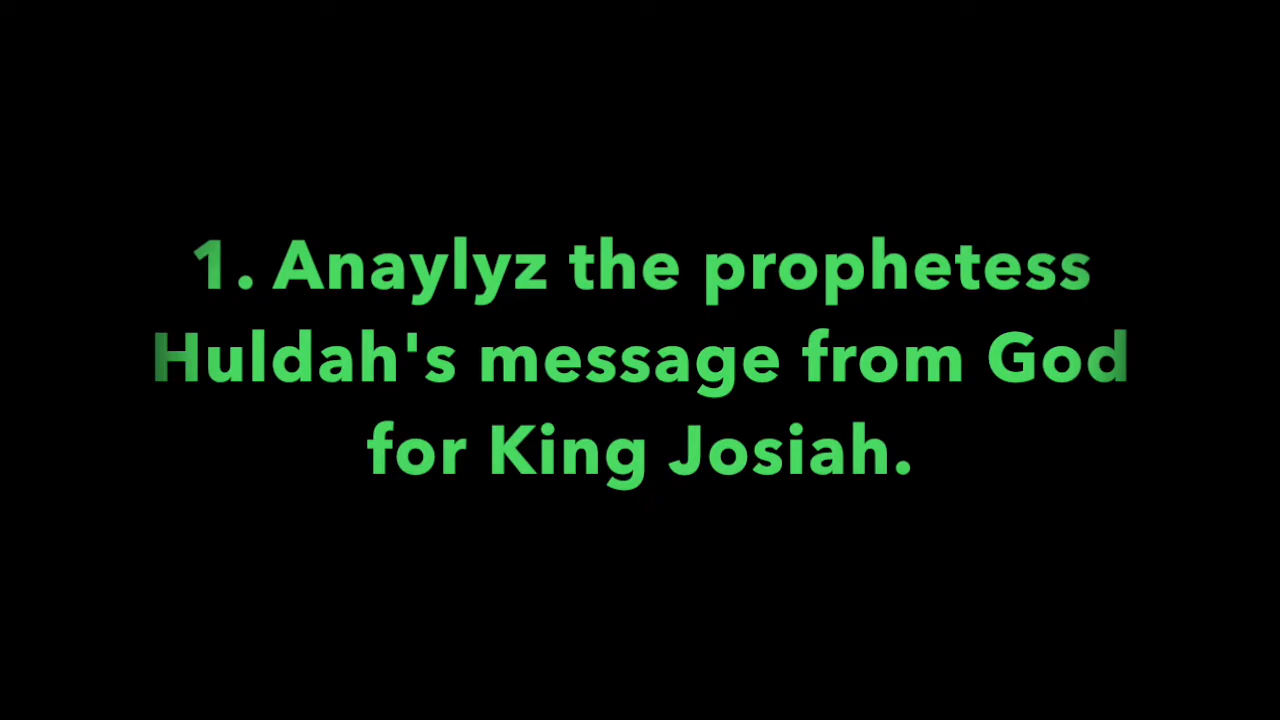 1. Anaylyz the prophetess
Huldah's message from God
for King Josiah.